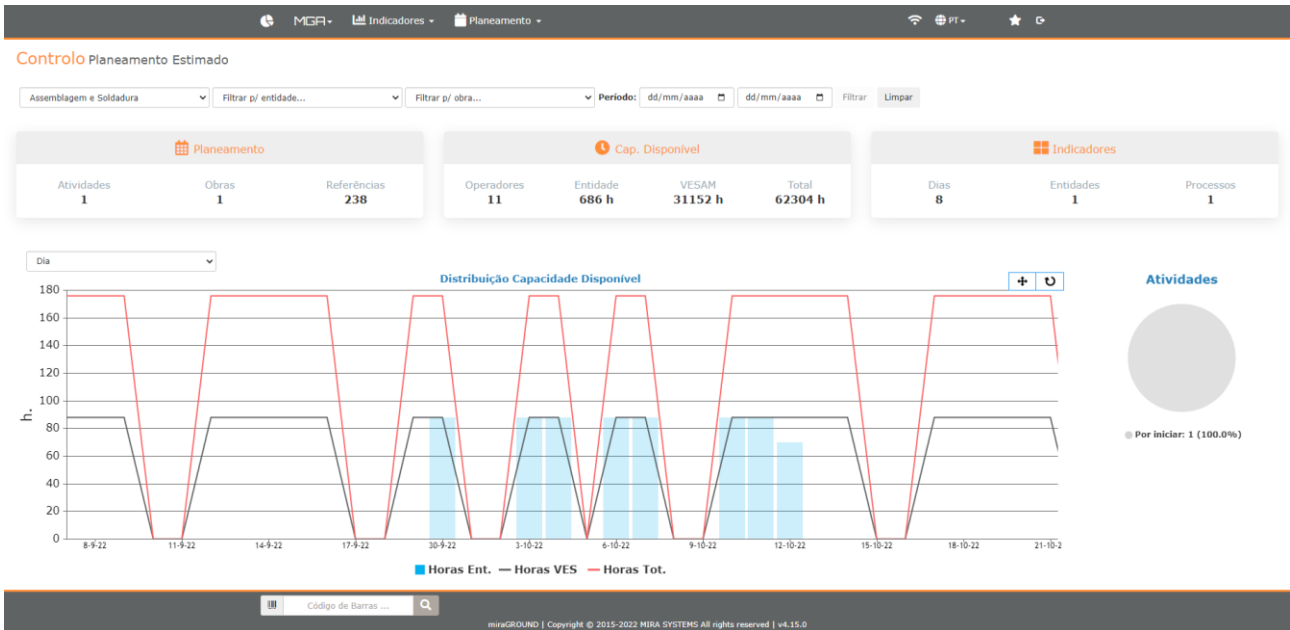 MGA Indicadores Planeamento PT
Controlo Planeamento Estimado
Assemblagem e Soldadura Filtrar p/ entidade... Filtrar p/ obra... Período: dd/mm/aaaa dd/mm/aaaa Filtrar Limpar
Planeamento Cap. Disponível Indicadores
Atividades Obras Referências Operadores Entidade VESAM Total Dias Entidades Processos
1 1 238 11 686 h 31152 h 62304 h 8 1 1
Dia
Distribuição Capacidade Disponível Atividades
180
160
140
120
100
80
60
40
20
0
h.
8-9-22 11-9-22 14-9-22 17-9-22 30-9-22 3-10-22 6-10-22 9-10-22 12-10-22 15-10-22 18-10-22 21-10-2
Horas Ent. Horas VES Horas Tot.
Por iniciar: 1 (100.0%)
Código de Barras ...
miraGROUND | Copyright © 2015-2022 MIRA SYSTEMS All rights reserved | v4.15.0